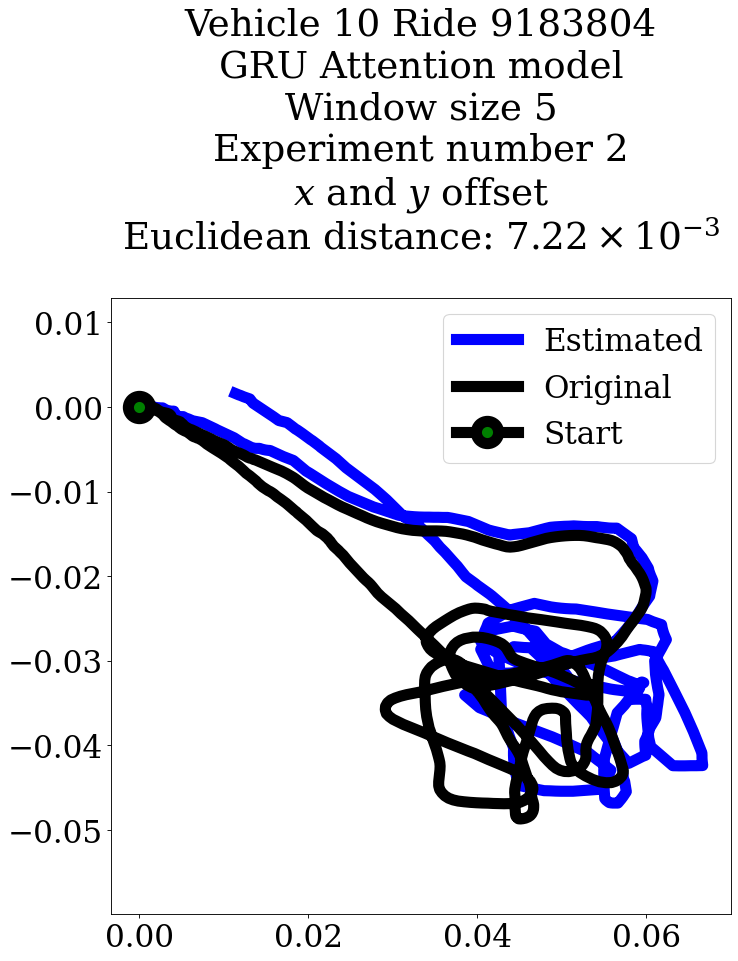 Vehicle 10 Ride 9183804
GRU Attention model
Window size 5
Experiment number 2
x and y offset
Euclidean distance: 7.22 × 10⁻³
Estimated
Original
Start
0.01
0.00
−0.01
−0.02
−0.03
−0.04
−0.05
0.00 0.02 0.04 0.06